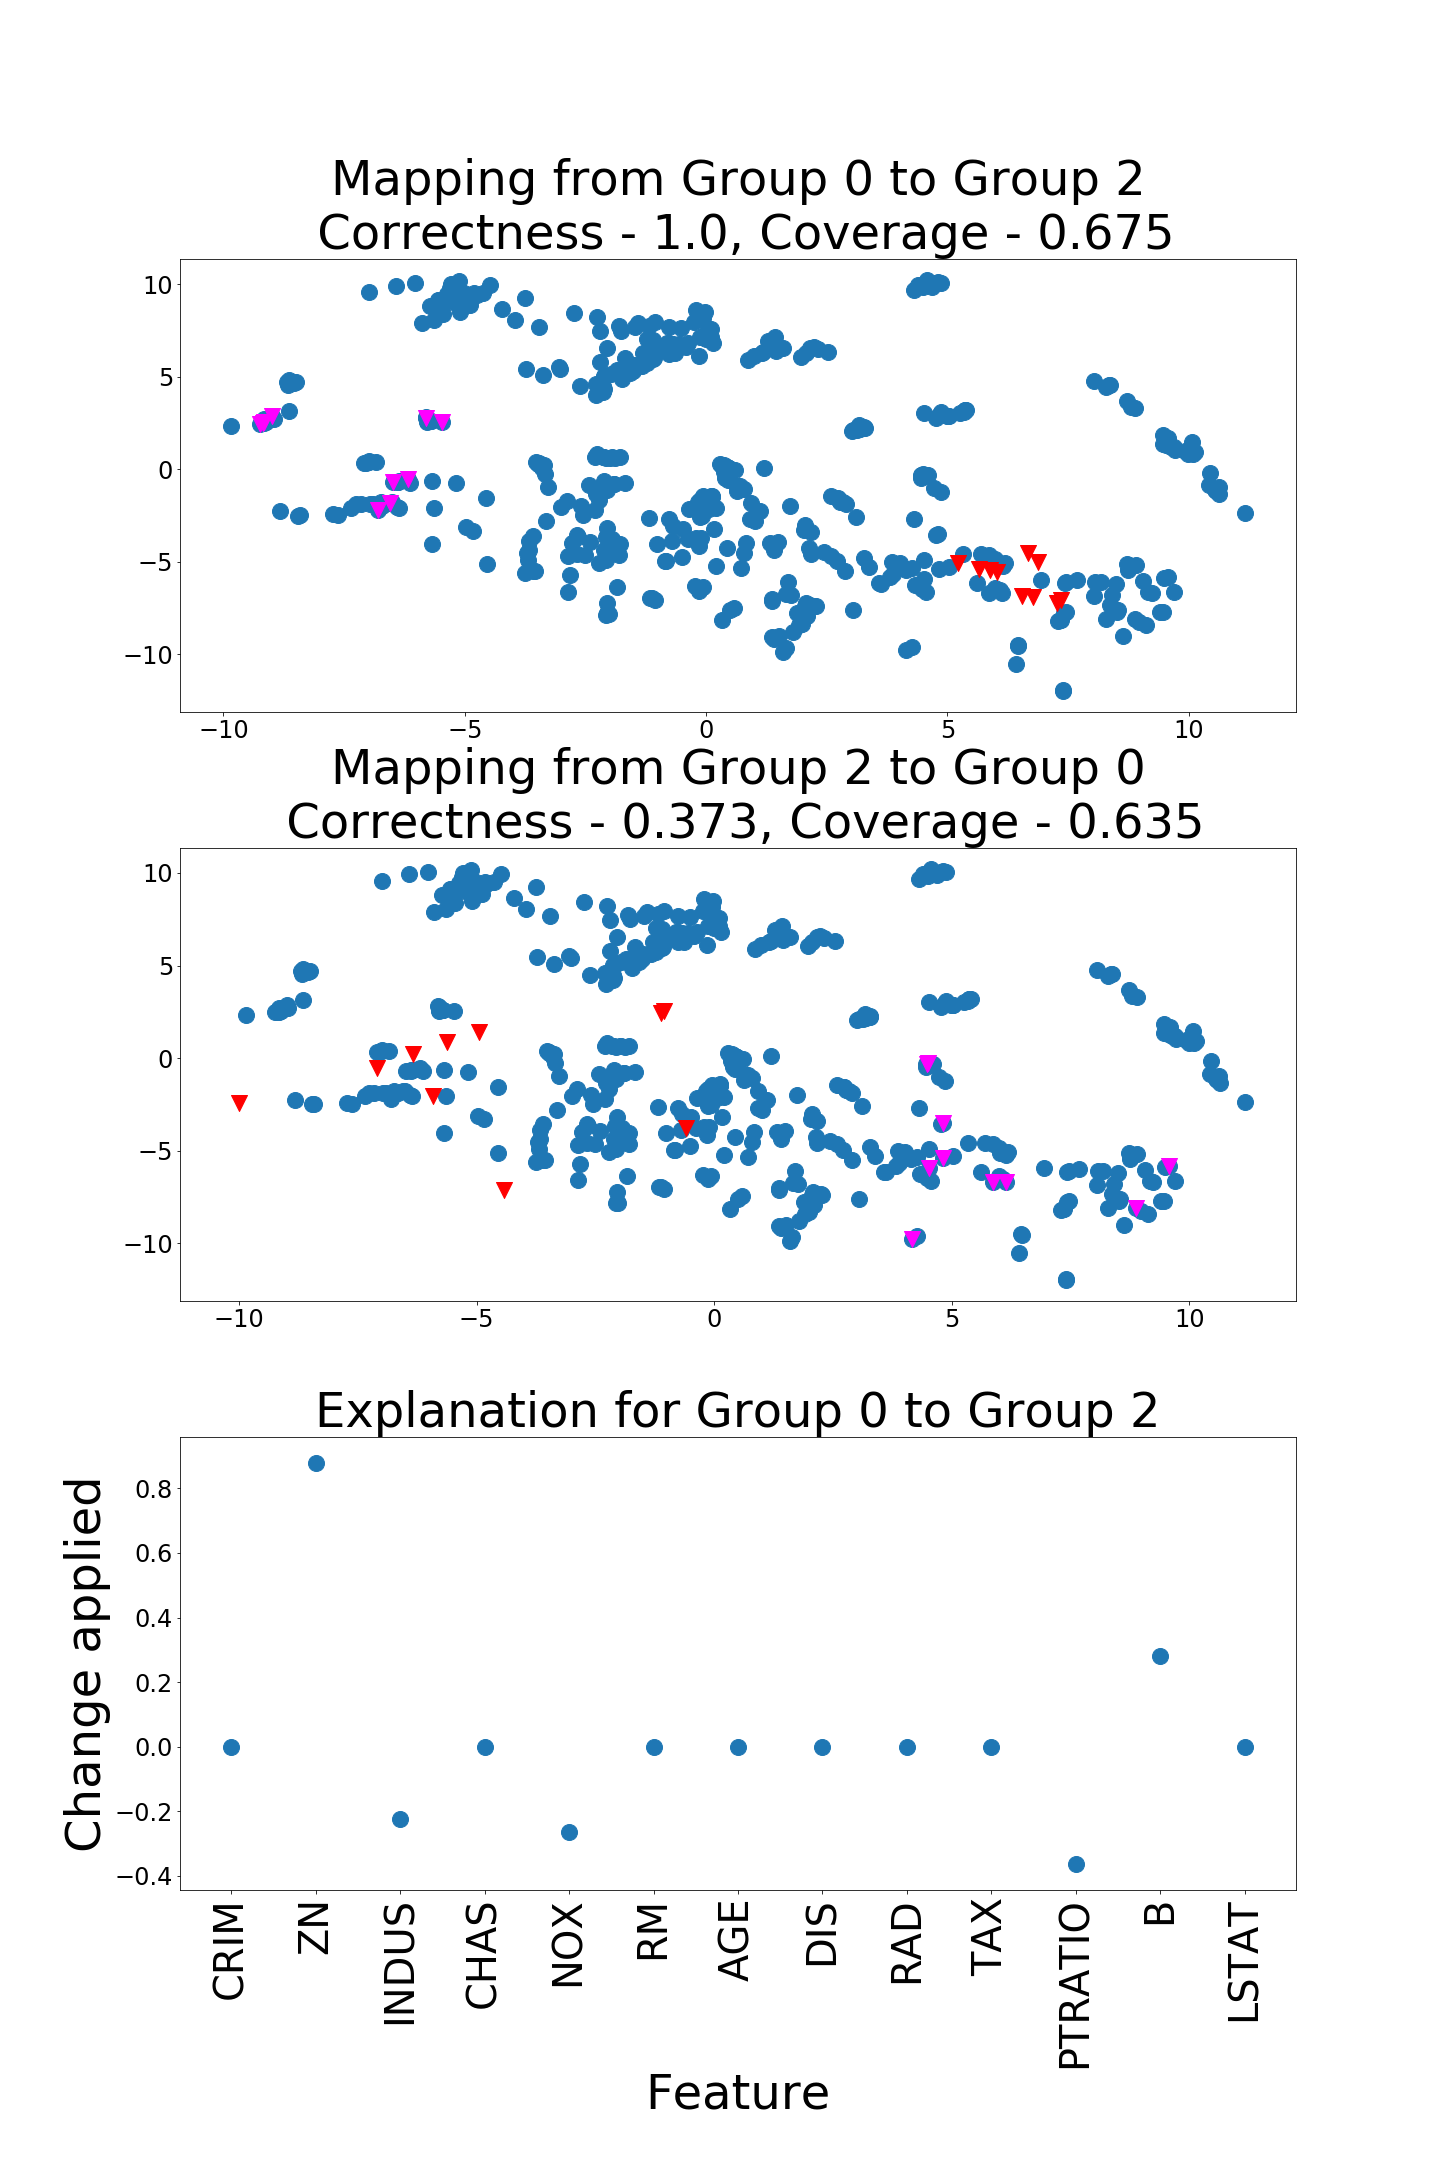 Mapping from Group 0 to Group 2
Correctness - 1.0, Coverage - 0.675
10
5
0
−5
−10
−10 −5 0 5 10
Mapping from Group 2 to Group 0
Correctness - 0.373, Coverage - 0.635
10
5
0
−5
−10
−10 −5 0 5 10
Explanation for Group 0 to Group 2
Change applied
0.8
0.6
0.4
0.2
0.0
−0.2
−0.4
CRIM ZN INDUS CHAS NOX RM AGE DIS RAD TAX PTRATIO B LSTAT
Feature